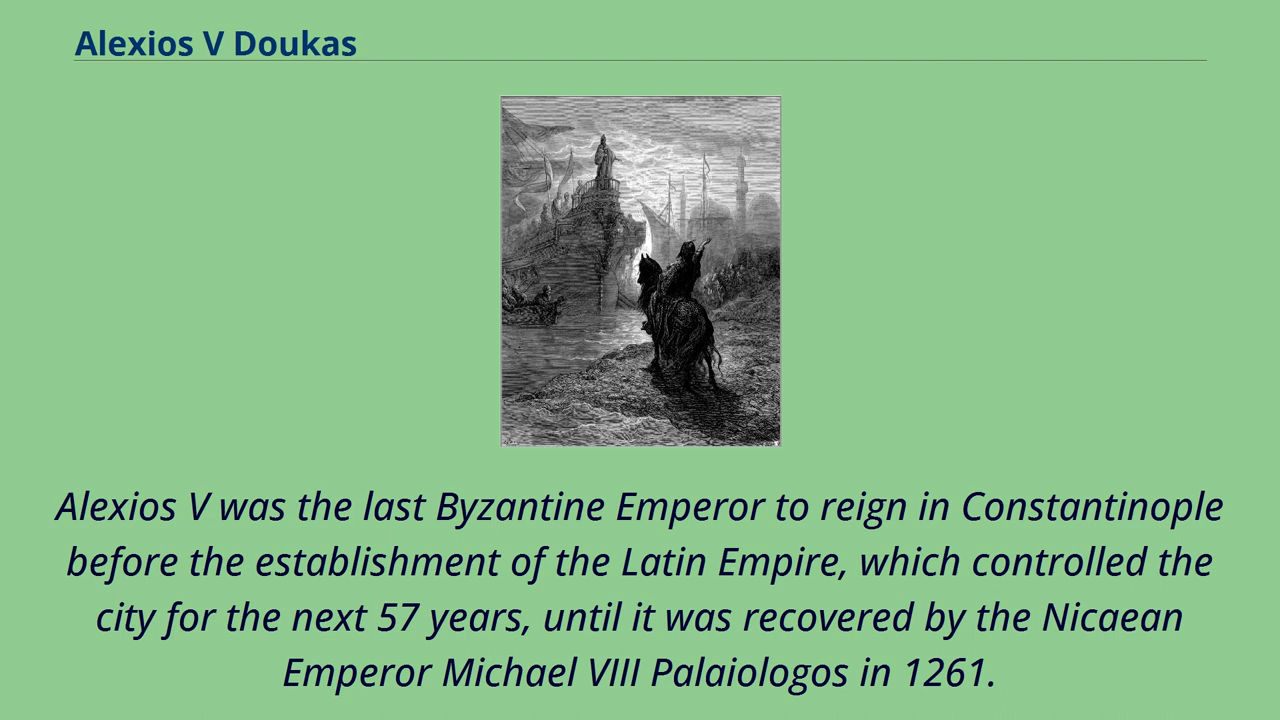 Alexios V Doukas
Alexios V was the last Byzantine Emperor to reign in Constantinople
before the establishment of the Latin Empire, which controlled the
city for the next 57 years, until it was recovered by the Nicaean
Emperor Michael VIII Palaiologos in 1261.